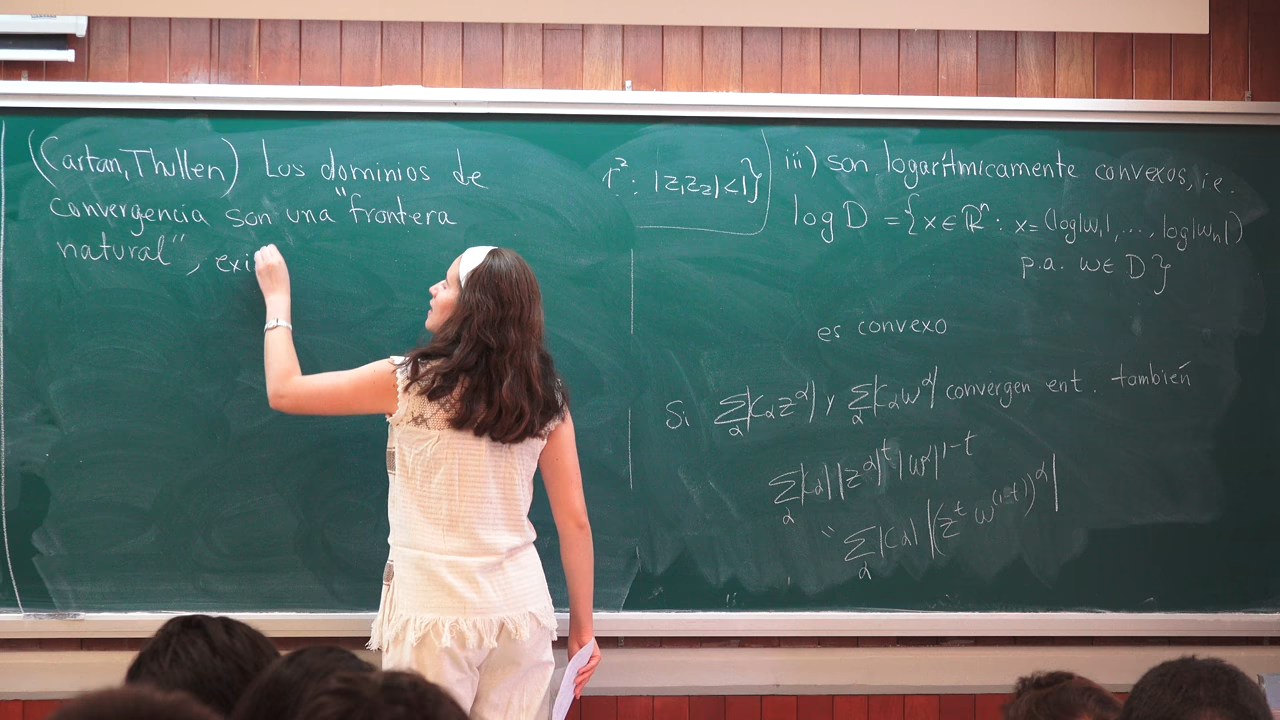 (Cartan, Thullen) Los dominios de
convergencia son una "frontera
natural", exi
r²: |z₁z₂|<1}
iii) son logarítmicamente convexos, i.e.
log D = {x ∈ ℝⁿ: x = (log|w₁|, ..., log|wₙ|)
p.a. w ∈ D}
es convexo
Si ∑_α |c_α z^α| y ∑_α |c_α w^α| convergen ent. también
∑_α |c_α| |z^α|^t |w^α|^{1-t}
" ∑_α |c_α| |(z^t w^{(1-t)})^α|